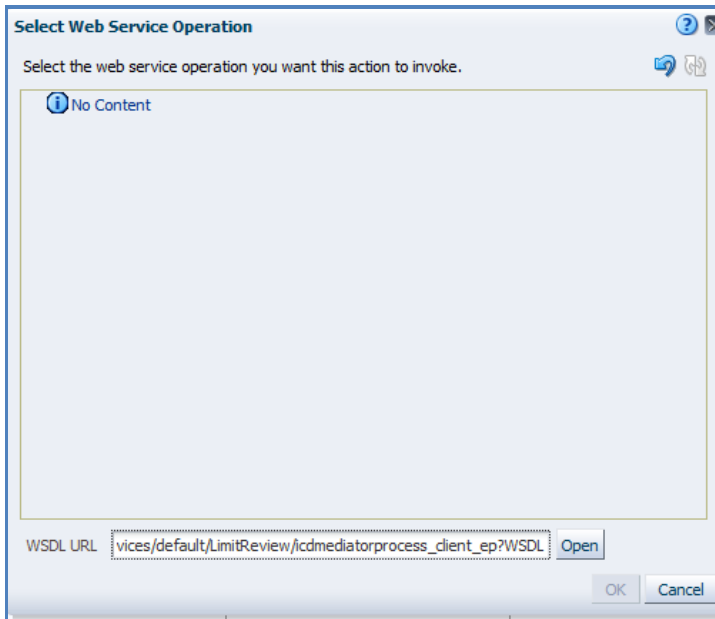 Select Web Service Operation
Select the web service operation you want this action to invoke.
No Content
WSDL URL vices/default/LimitReview/icdmediatorprocess_client_ep?WSDL Open
OK Cancel